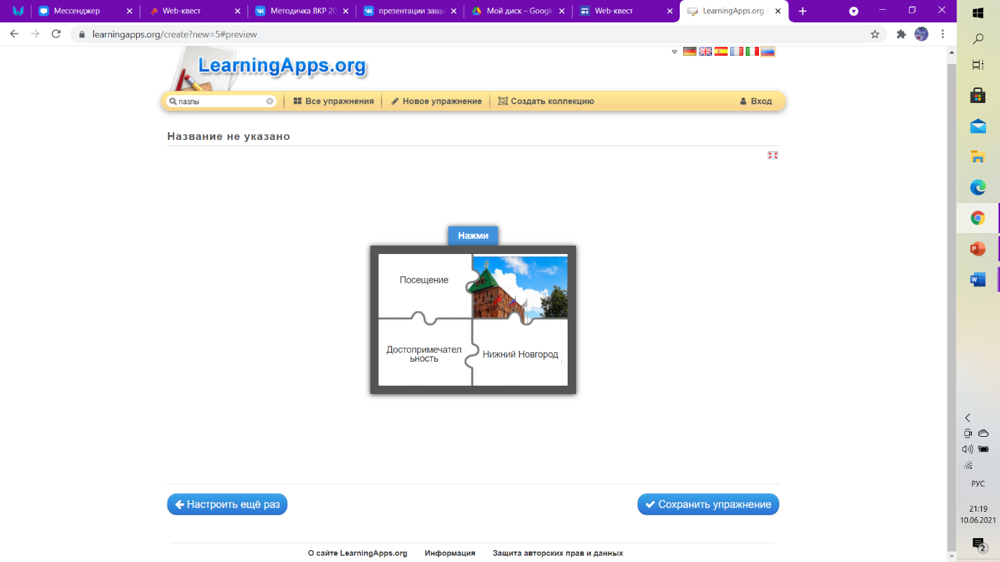 Мессенджер
Web-квест
Методичка ВКР 20
презентации защи
Мой диск – Google
Web-квест
LearningApps.org
learningapps.org/create?new=5#preview
LearningApps.org
пазлы
Все упражнения
Новое упражнение
Создать коллекцию
Вход
Название не указано
Нажми
Посещение
Достопримечател
ьность
Нижний Новгород
Настроить ещё раз
Сохранить упражнение
О сайте LearningApps.org
Информация
Защита авторских прав и данных
РУС
21:19
10.06.2021
2